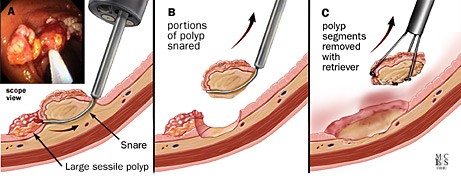 A
scope
view
Snare
Large sessile polyp
B
portions
of polyp
snared
C
polyp
segments
removed
with
retriever
M C
B S